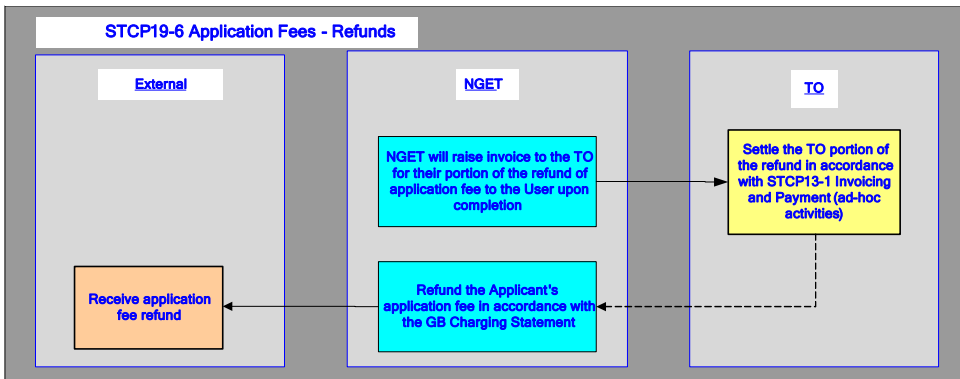 STCP19-6 Application Fees - Refunds
External
NGET
TO
NGET will raise invoice to the TO
for their portion of the refund of
application fee to the User upon
completion
Settle the TO portion of
the refund in accordance
with STCP13-1 Invoicing
and Payment (ad-hoc
activities)
Refund the Applicant's
application fee in accordance with
the GB Charging Statement
Receive application
fee refund